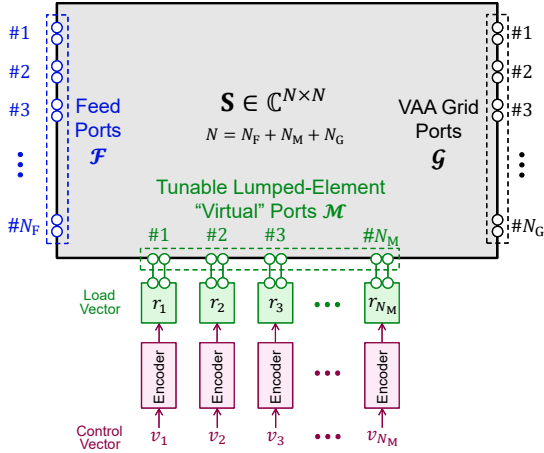 #1
#2
#3
⋮
#N_F
Feed
Ports
ℱ
S ∈ ℂ^{N×N}
N = N_F + N_M + N_G
VAA Grid
Ports
𝒢
#1
#2
#3
⋮
#N_G
Tunable Lumped-Element
“Virtual” Ports ℳ
#1 #2 #3 #N_M
Load
Vector
r_1 r_2 r_3 ⋯ r_{N_M}
Encoder Encoder Encoder ⋯ Encoder
Control
Vector
v_1 v_2 v_3 ⋯ v_{N_M}